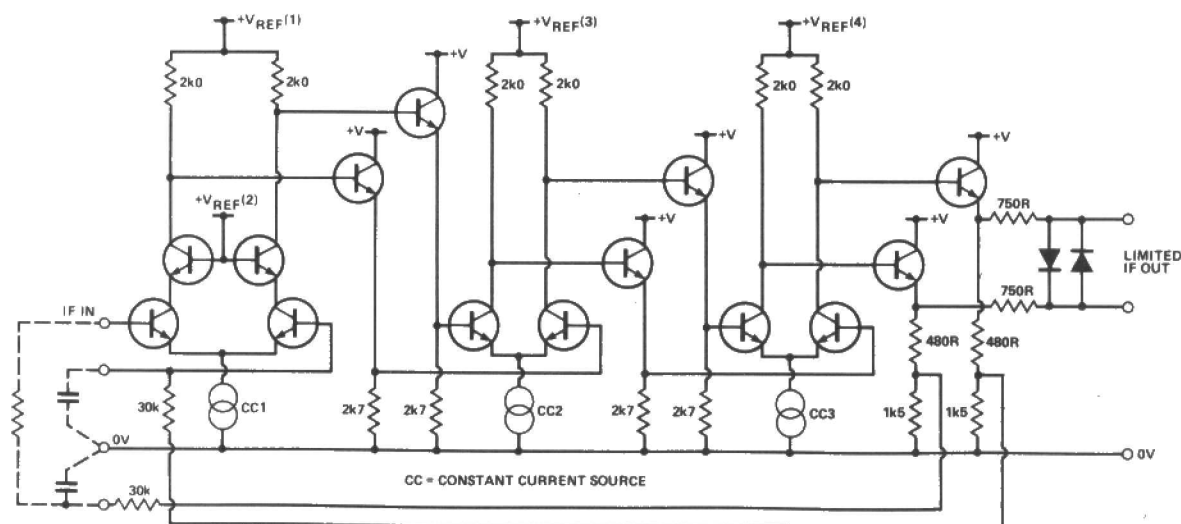 +VREF(1)
+VREF(3)
+VREF(4)
2k0
2k0
+V
2k0
2k0
2k0
2k0
+V
+V
+V
+VREF(2)
750R
+V
+V
LIMITED
IF OUT
IF IN
750R
480R
480R
30k
CC1
2k7
2k7
CC2
2k7
2k7
CC3
1k5
1k5
0V
0V
CC = CONSTANT CURRENT SOURCE
30k